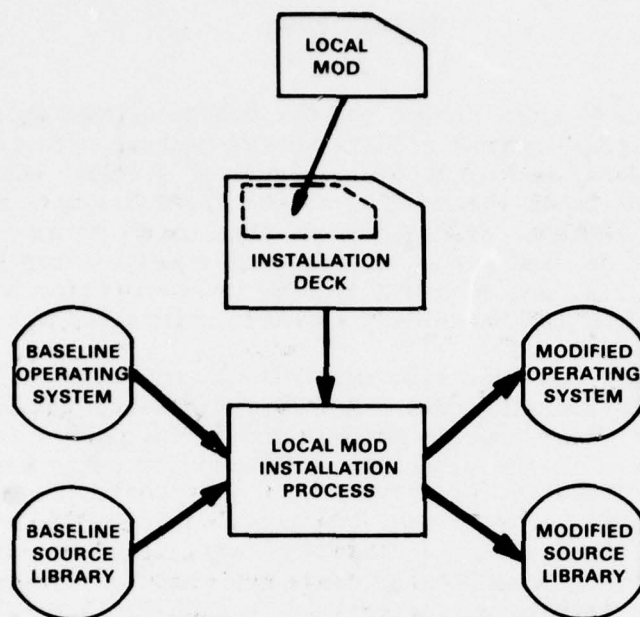 LOCAL
MOD
INSTALLATION
DECK
BASELINE
OPERATING
SYSTEM
MODIFIED
OPERATING
SYSTEM
LOCAL MOD
INSTALLATION
PROCESS
BASELINE
SOURCE
LIBRARY
MODIFIED
SOURCE
LIBRARY